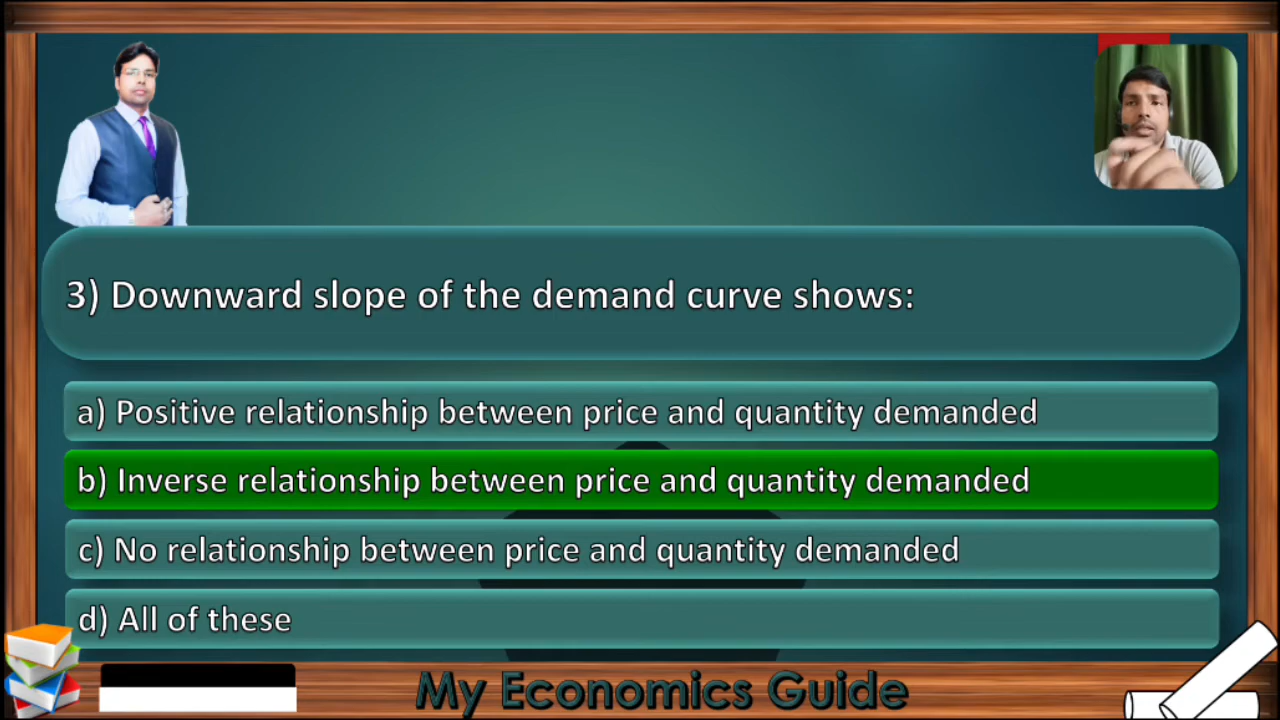 3) Downward slope of the demand curve shows:
a) Positive relationship between price and quantity demanded
b) Inverse relationship between price and quantity demanded
c) No relationship between price and quantity demanded
d) All of these
My Economics Guide